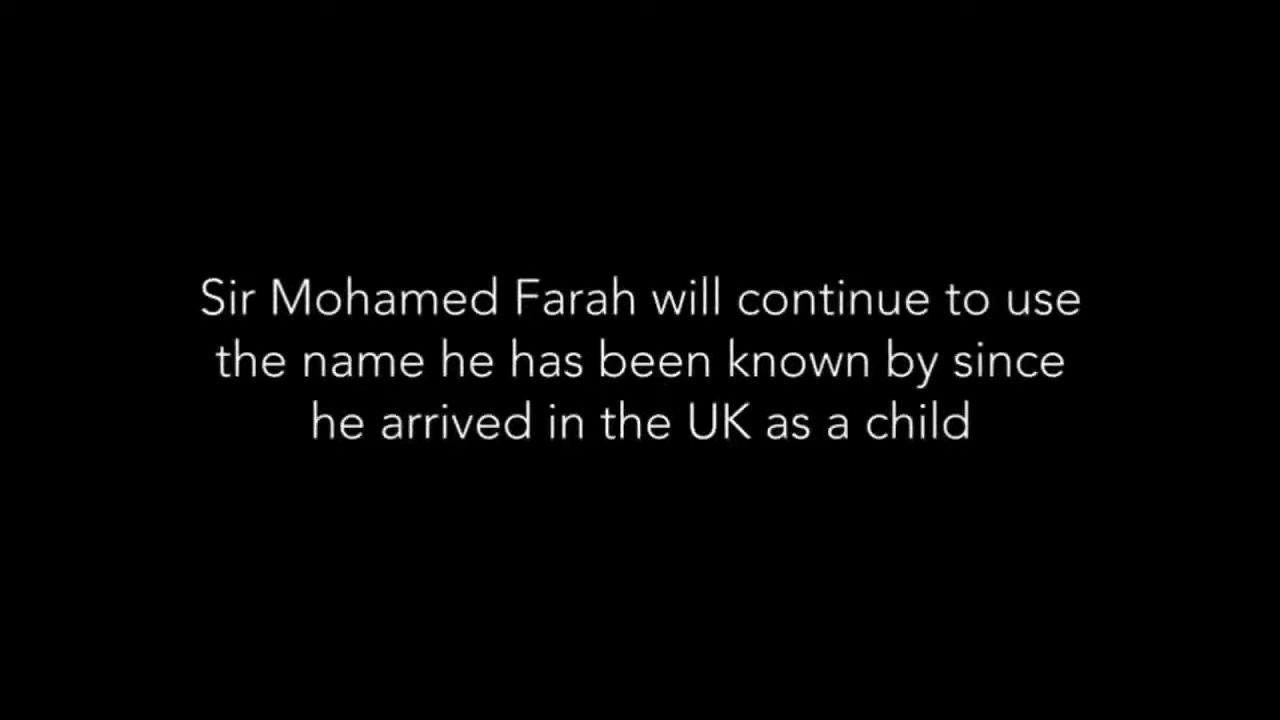 Sir Mohamed Farah will continue to use
the name he has been known by since
he arrived in the UK as a child